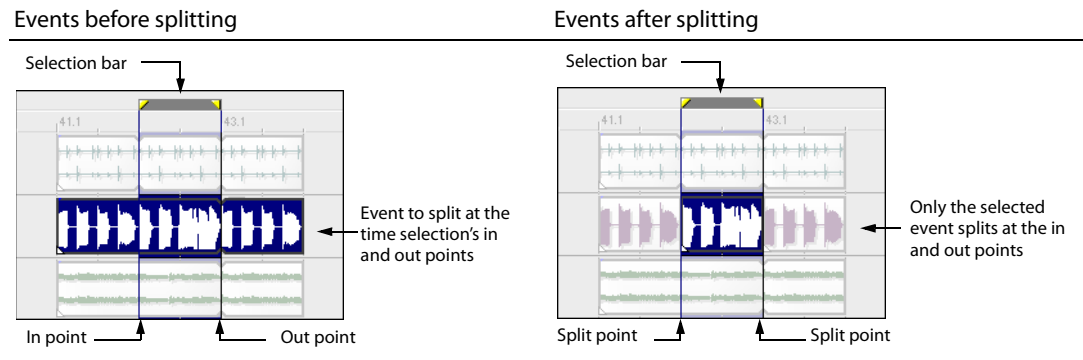 Events before splitting
Selection bar
41.1
43.1
Event to split at the
time selection's in
and out points
In point
Out point
Events after splitting
Selection bar
41.1
43.1
Only the selected
event splits at the in
and out points
Split point
Split point